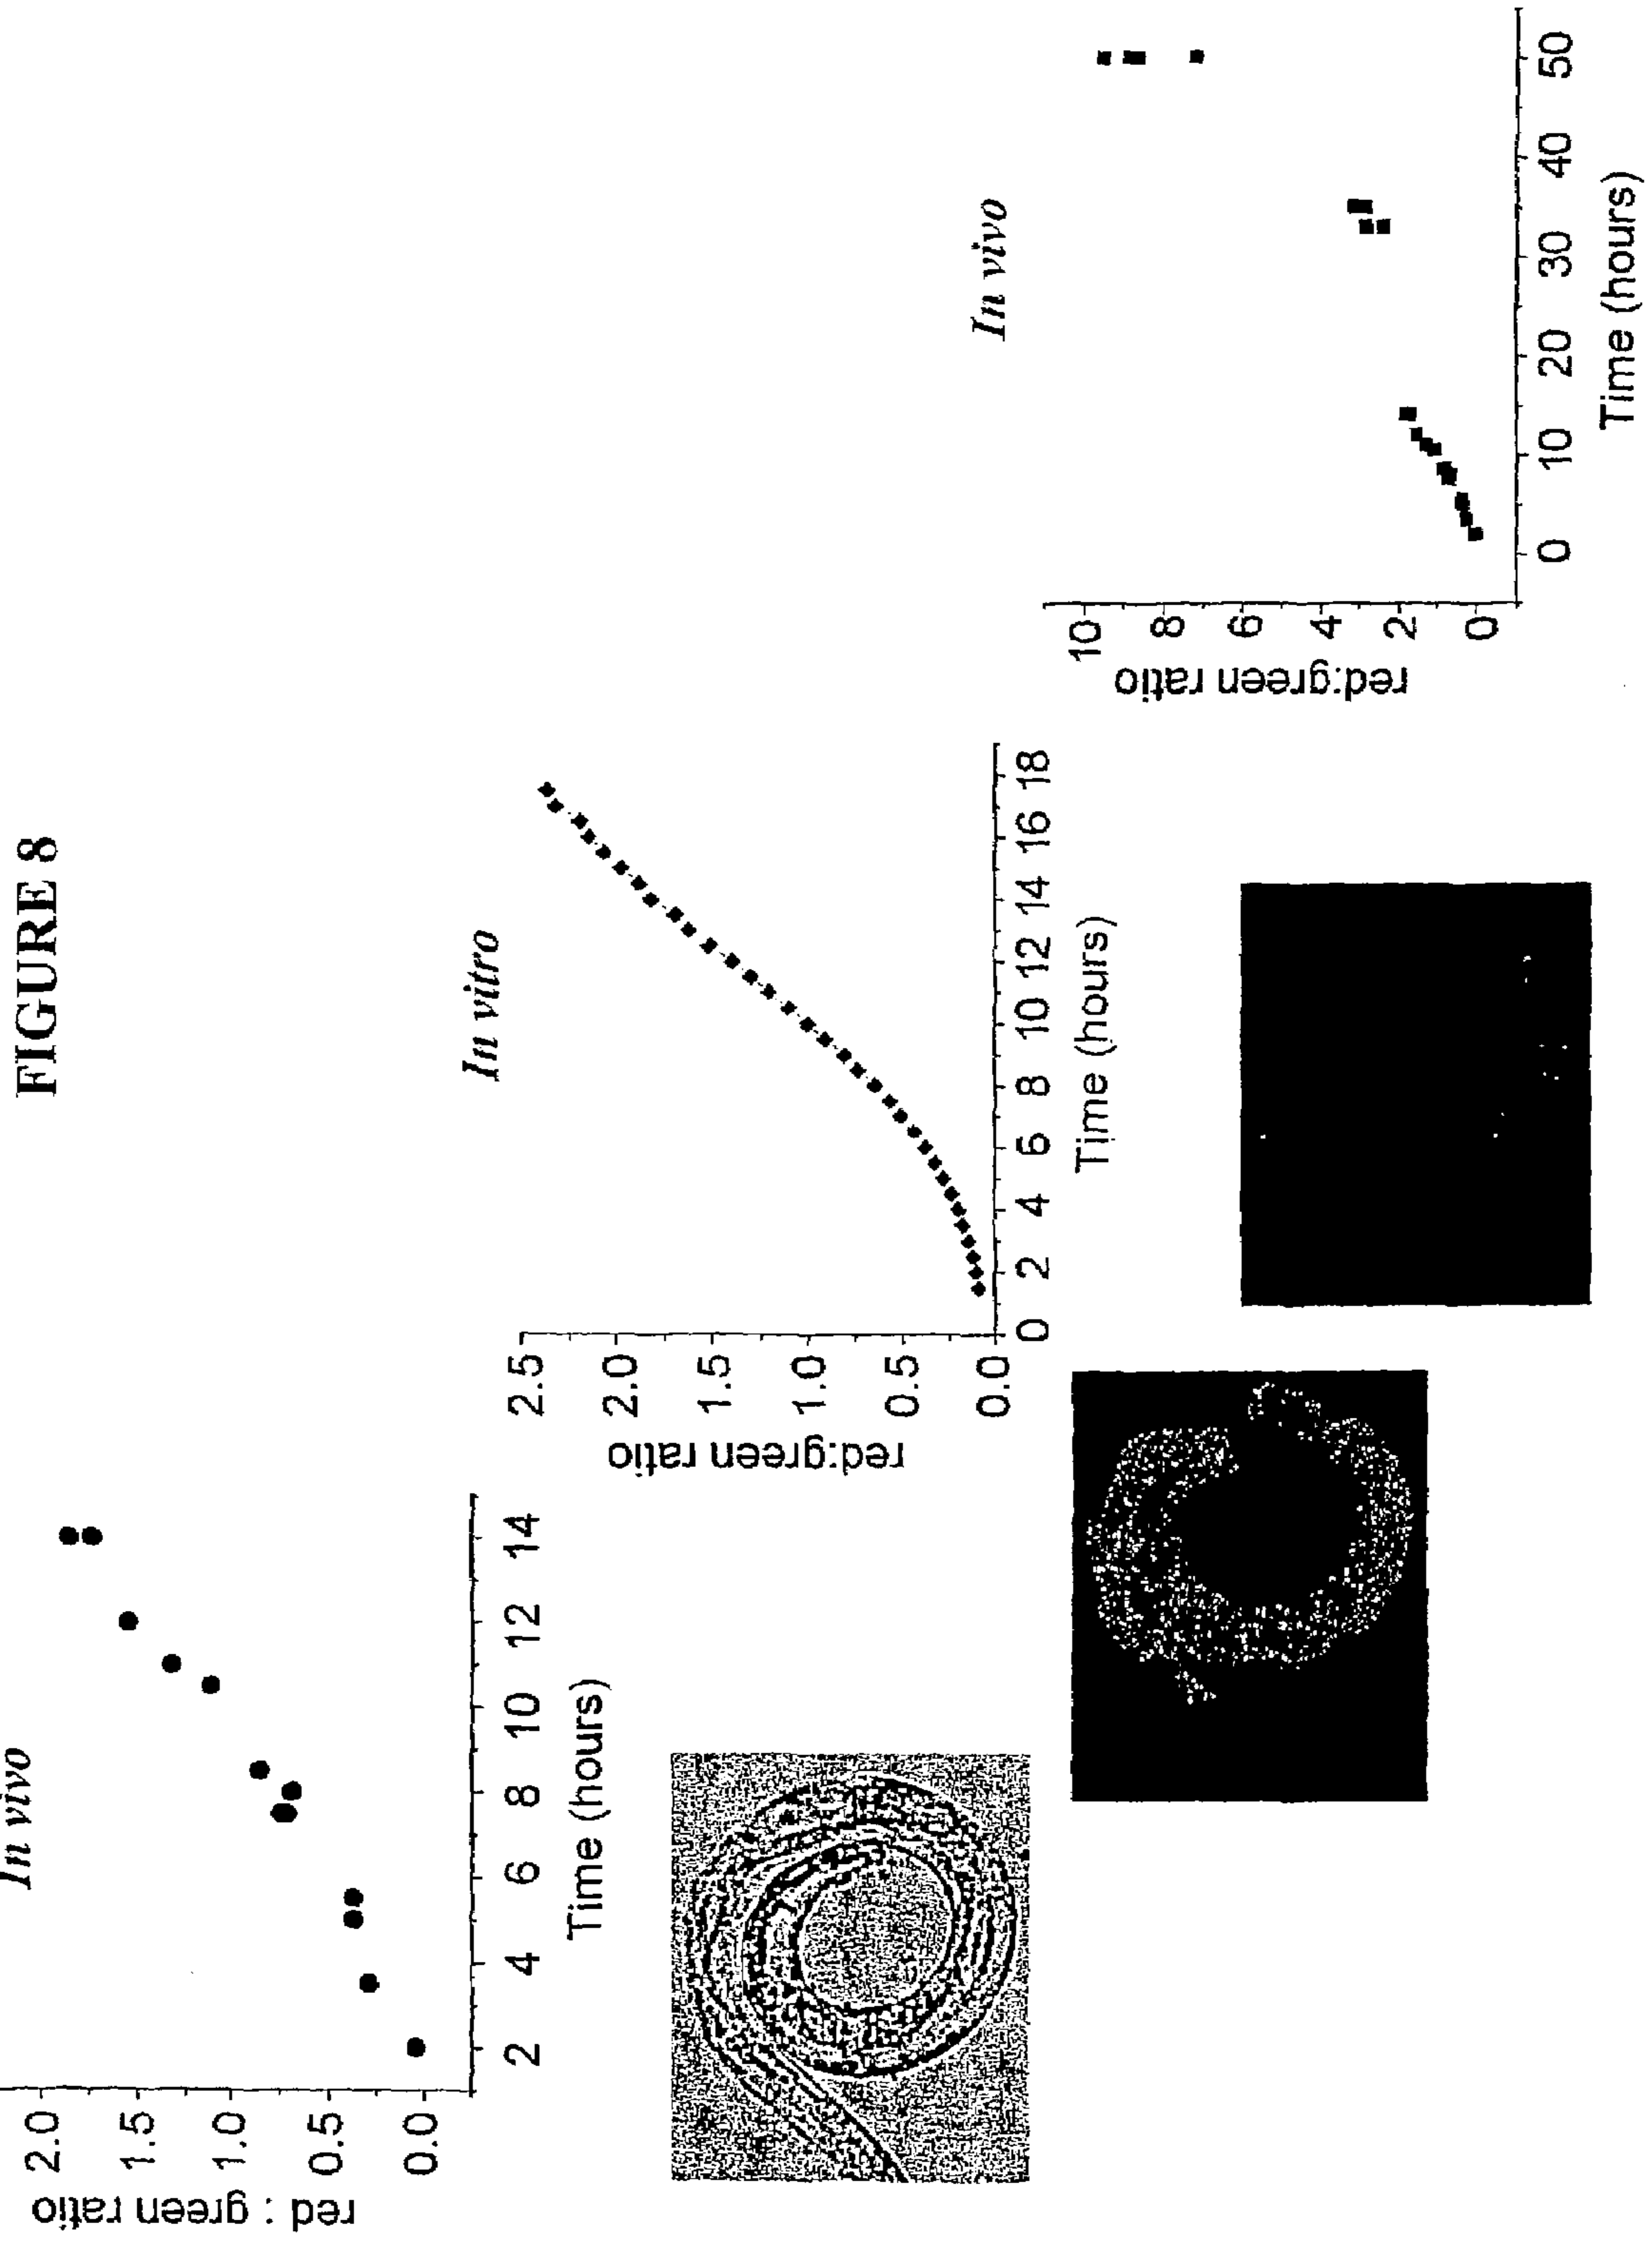 FIGURE 8
In vivo
red : green ratio
2.0
1.5
1.0
0.5
0.0
2 4 6 8 10 12 14
Time (hours)
In vitro
red:green ratio
2.5
2.0
1.5
1.0
0.5
0.0
0 2 4 6 8 10 12 14 16 18
Time (hours)
In vivo
red:green ratio
10
8
6
4
2
0
0 10 20 30 40 50
Time (hours)